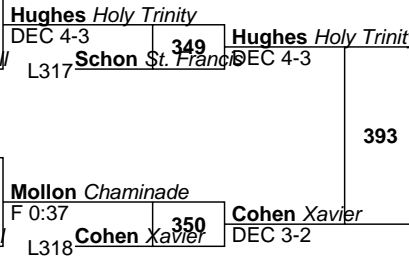 Hughes Holy Trinity
DEC 4-3
L317 Schon St. Francis
349
Hughes Holy Trinit
DEC 4-3
393
Mollon Chaminade
F 0:37
L318 Cohen Xavier
350
Cohen Xavier
DEC 3-2